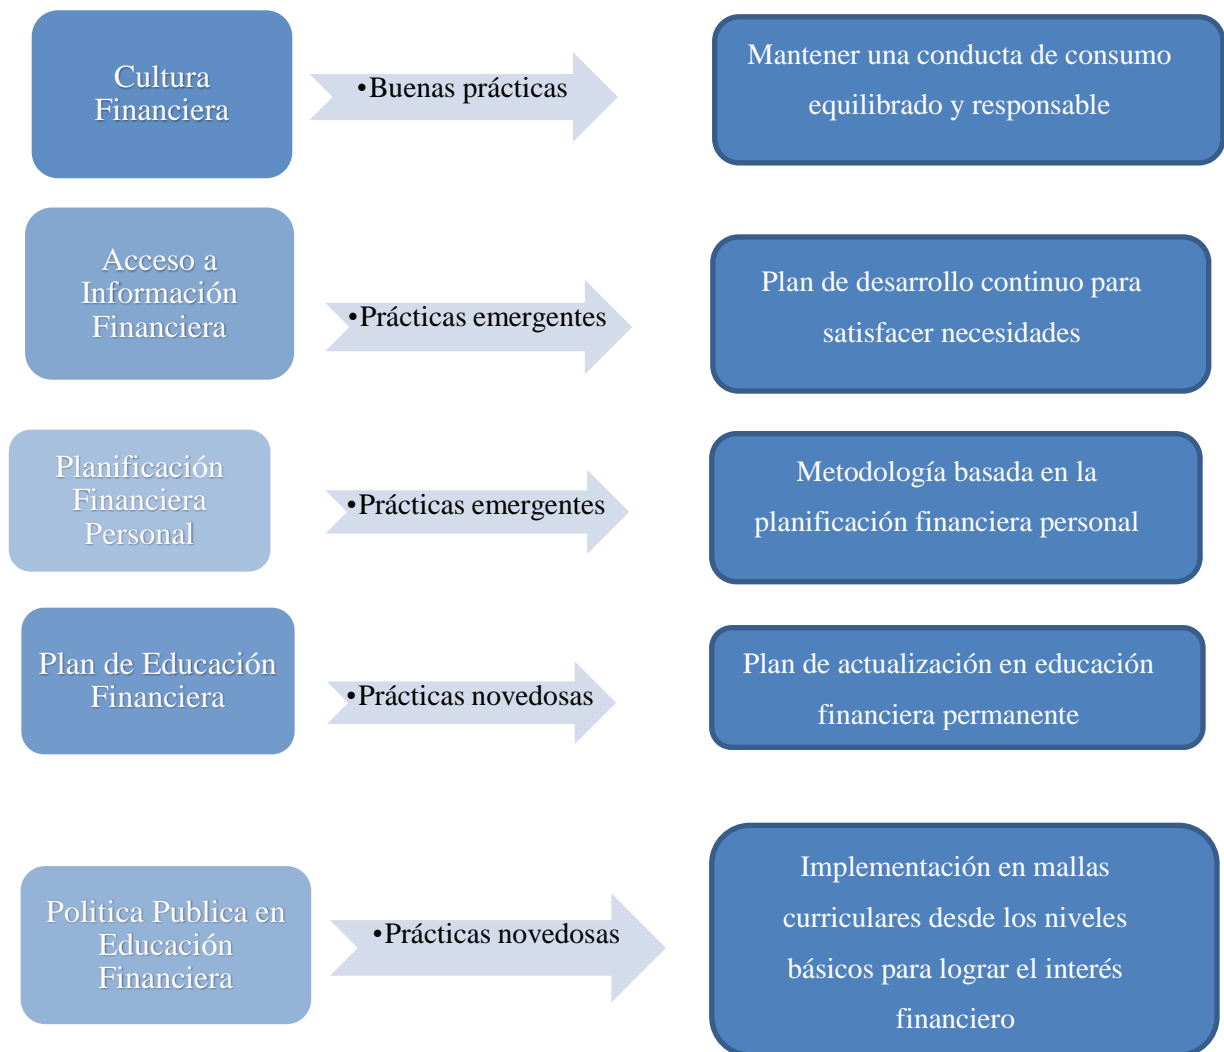 Cultura
Financiera
•Buenas prácticas
Mantener una conducta de consumo
equilibrado y responsable
Acceso a
Información
Financiera
•Prácticas emergentes
Plan de desarrollo continuo para
satisfacer necesidades
Planificación
Financiera
Personal
•Prácticas emergentes
Metodología basada en la
planificación financiera personal
Plan de Educación
Financiera
•Prácticas novedosas
Plan de actualización en educación
financiera permanente
Politica Publica en
Educación
Financiera
•Prácticas novedosas
Implementación en mallas
curriculares desde los niveles
básicos para lograr el interés
financiero